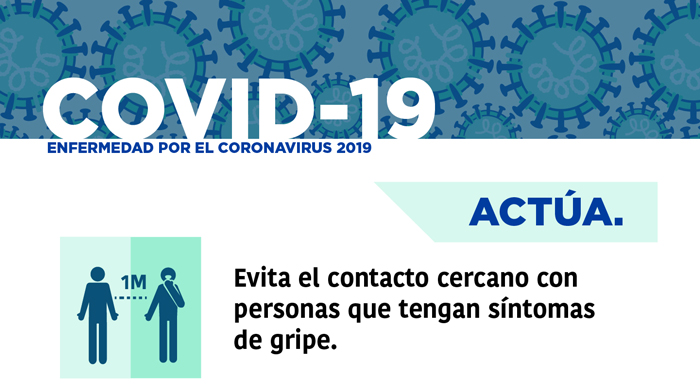 COVID-19
ENFERMEDAD POR EL CORONAVIRUS 2019
ACTÚA.
1M
Evita el contacto cercano con
personas que tengan síntomas
de gripe.